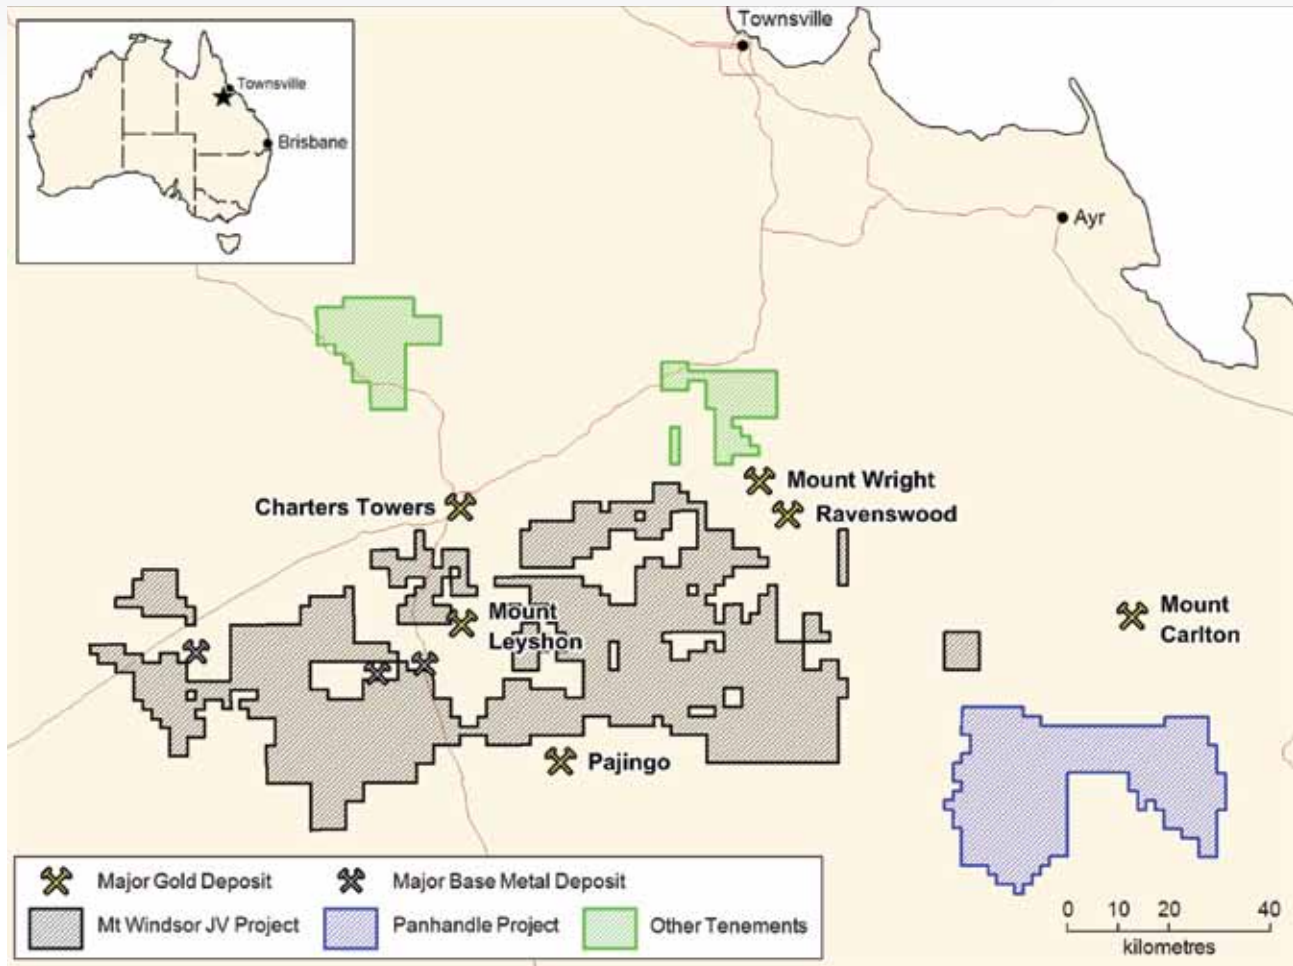 Townsville
Townsville
Brisbane
Ayr
Mount Wright
Charters Towers
Ravenswood
Mount
Leyshon
Mount
Carlton
Pajingo
Major Gold Deposit
Major Base Metal Deposit
Mt Windsor JV Project
Panhandle Project
Other Tenements
0 10 20 40
kilometres